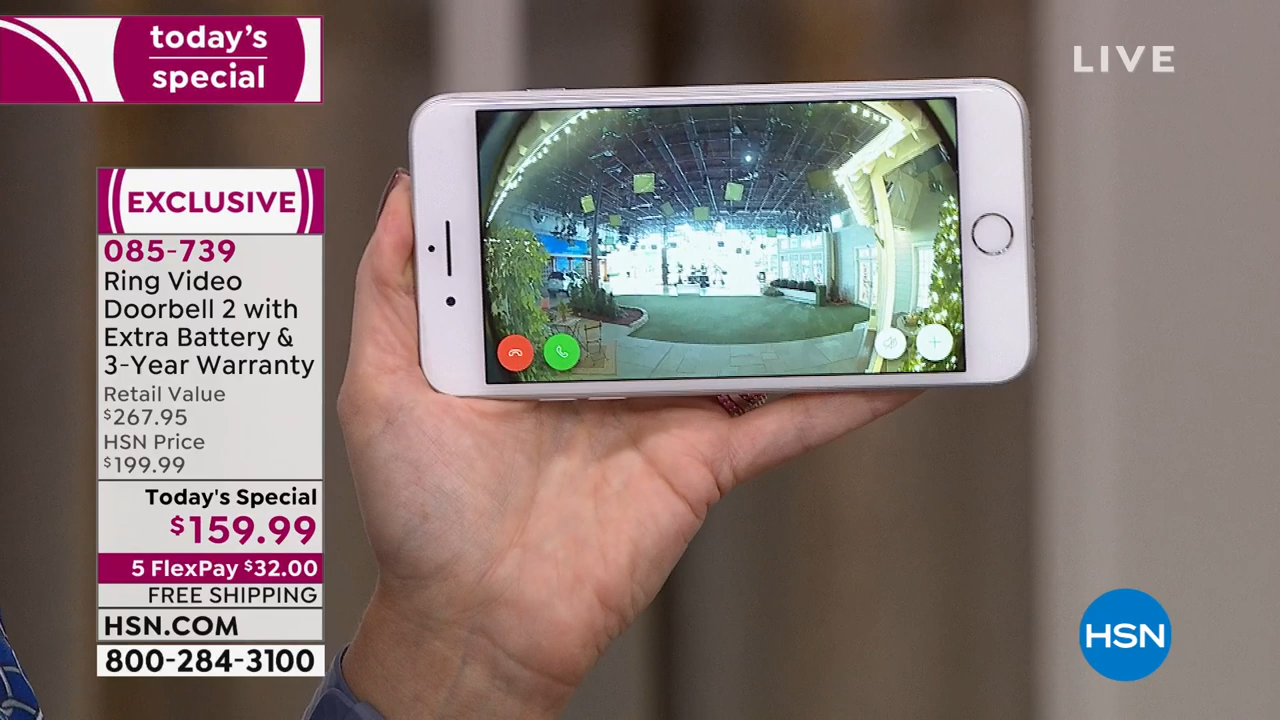 today's
special
LIVE
EXCLUSIVE
085-739
Ring Video
Doorbell 2 with
Extra Battery &
3-Year Warranty
Retail Value
$267.95
HSN Price
$199.99
Today's Special
$159.99
5 FlexPay $32.00
FREE SHIPPING
HSN.COM
800-284-3100
HSN